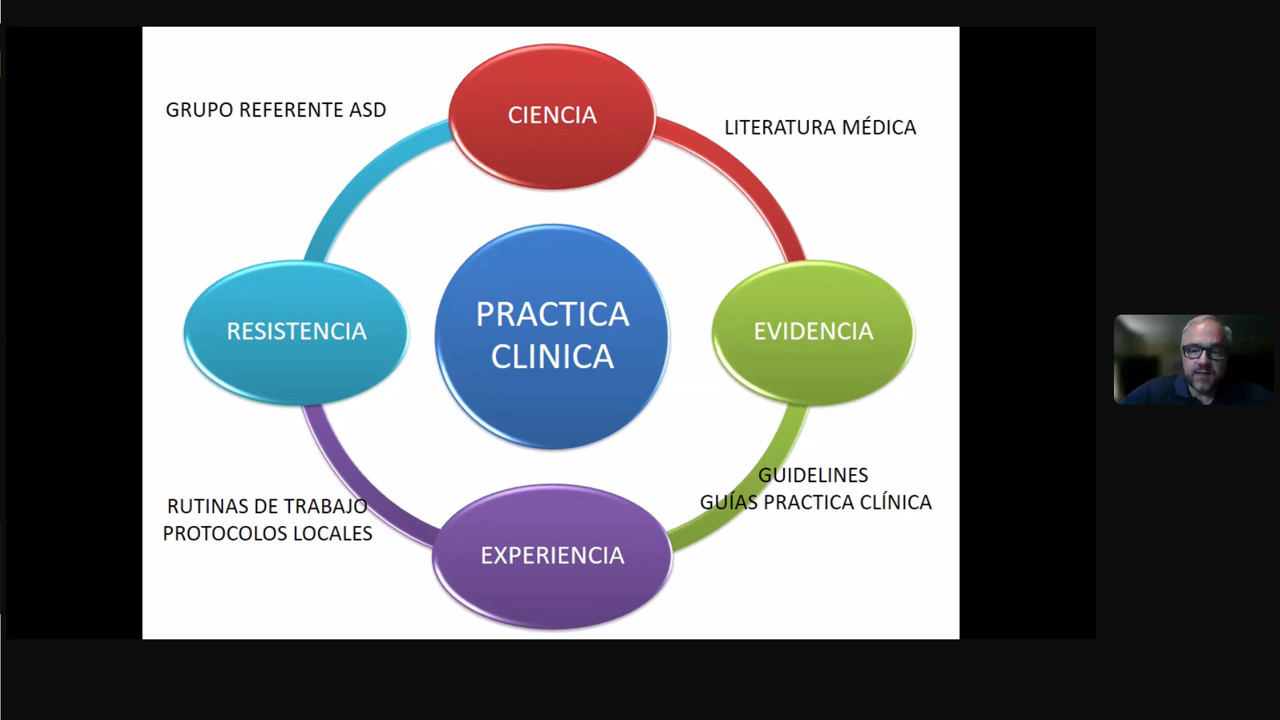 GRUPO REFERENTE ASD
CIENCIA
LITERATURA MÉDICA
RESISTENCIA
PRACTICA
CLINICA
EVIDENCIA
GUIDELINES
GUÍAS PRACTICA CLÍNICA
RUTINAS DE TRABAJO
PROTOCOLOS LOCALES
EXPERIENCIA